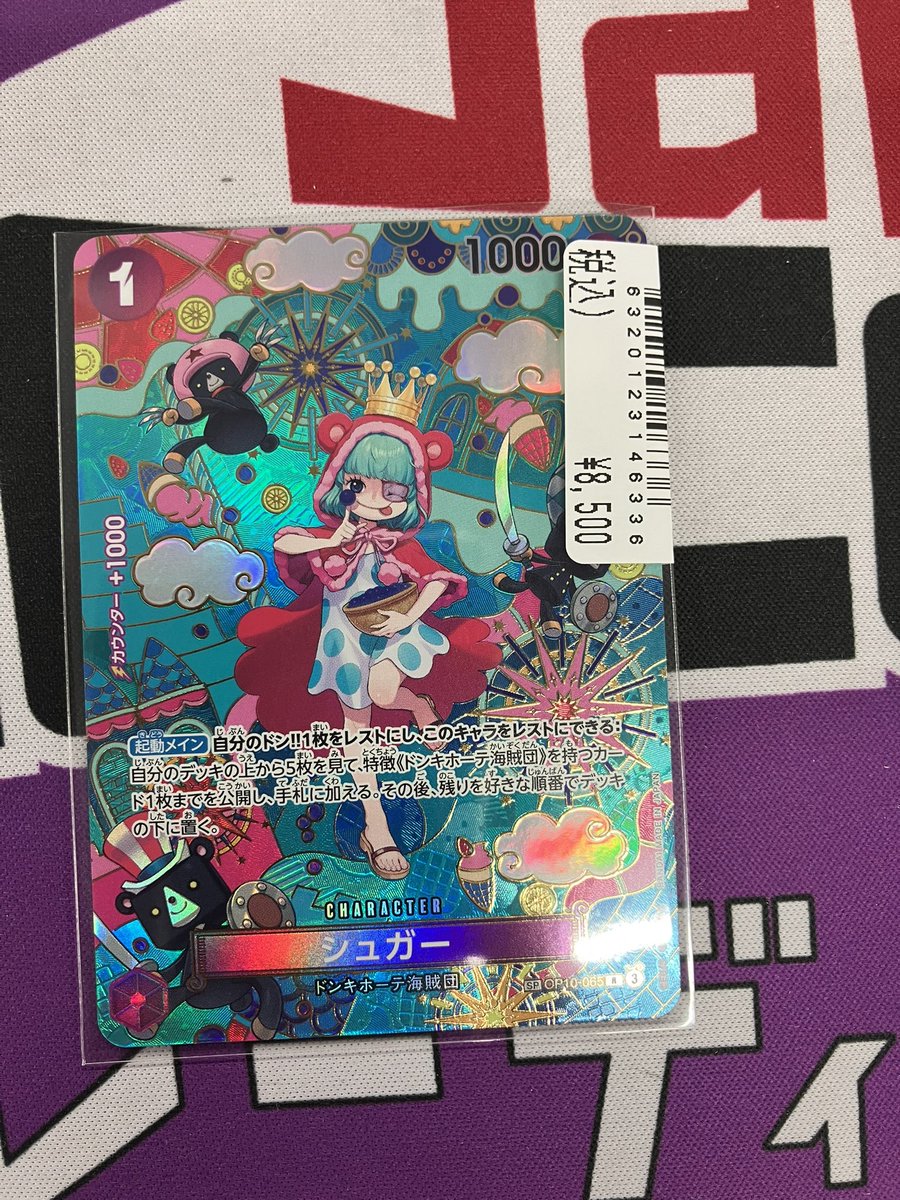 1
1000
税込)
¥8,500
6320123146336
カウンター +1000
起動メイン 自分のドン!!1枚をレストにし、このキャラをレストにできる:
自分のデッキの上から5枚を見て、特徴《ドンキホーテ海賊団》を持つカー
ド1枚までを公開し、手札に加える。その後、残りを好きな順番でデッキ
の下に置く。
CHARACTER
シュガー
ドンキホーテ海賊団
SP OP10-065 R 3